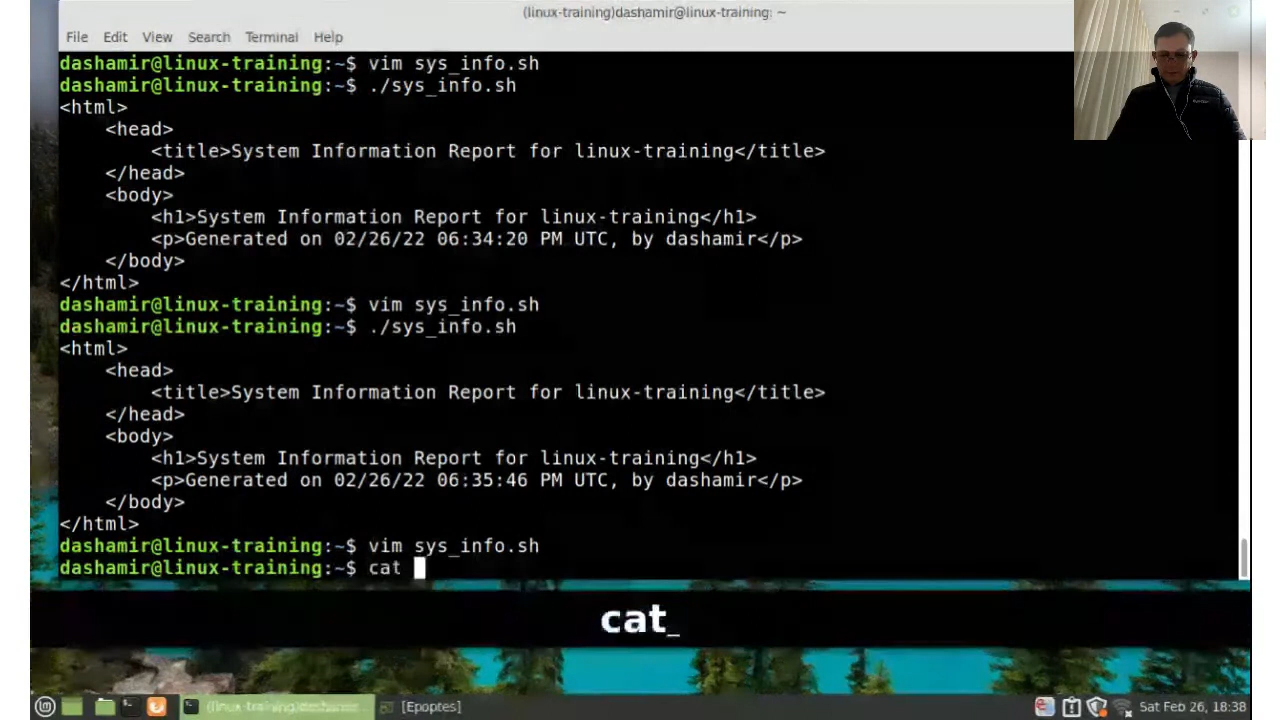 (linux-training)dashamir@linux-training: ~
File Edit View Search Terminal Help
dashamir@linux-training:~$ vim sys_info.sh
dashamir@linux-training:~$ ./sys_info.sh
<html>
    <head>
        <title>System Information Report for linux-training</title>
    </head>
    <body>
        <h1>System Information Report for linux-training</h1>
        <p>Generated on 02/26/22 06:34:20 PM UTC, by dashamir</p>
    </body>
</html>
dashamir@linux-training:~$ vim sys_info.sh
dashamir@linux-training:~$ ./sys_info.sh
<html>
    <head>
        <title>System Information Report for linux-training</title>
    </head>
    <body>
        <h1>System Information Report for linux-training</h1>
        <p>Generated on 02/26/22 06:35:46 PM UTC, by dashamir</p>
    </body>
</html>
dashamir@linux-training:~$ vim sys_info.sh
dashamir@linux-training:~$ cat
cat_
[Epoptes] Sat Feb 26, 18:38